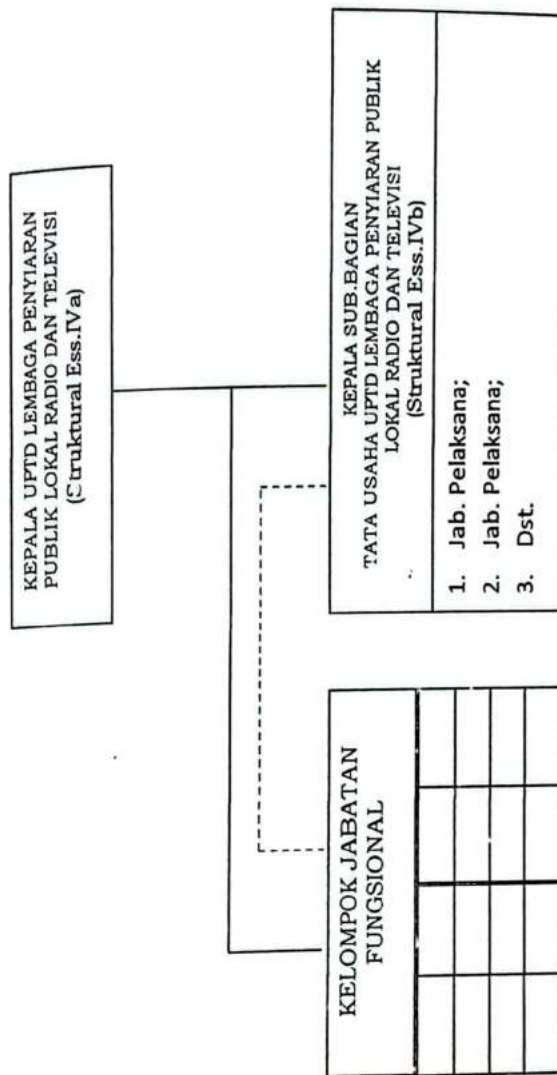 KEPALA UPTD LEMBAGA PENYIARAN
PUBLIK LOKAL RADIO DAN TELEVISI
(Struktural Ess.IVa)
KELOMPOK JABATAN
FUNGSIONAL
KEPALA SUB.BAGIAN
TATA USAHA UPTD LEMBAGA PENYIARAN PUBLIK
LOKAL RADIO DAN TELEVISI
(Struktural Ess.IVb)
1. Jab. Pelaksana;
2. Jab. Pelaksana;
3. Dst.